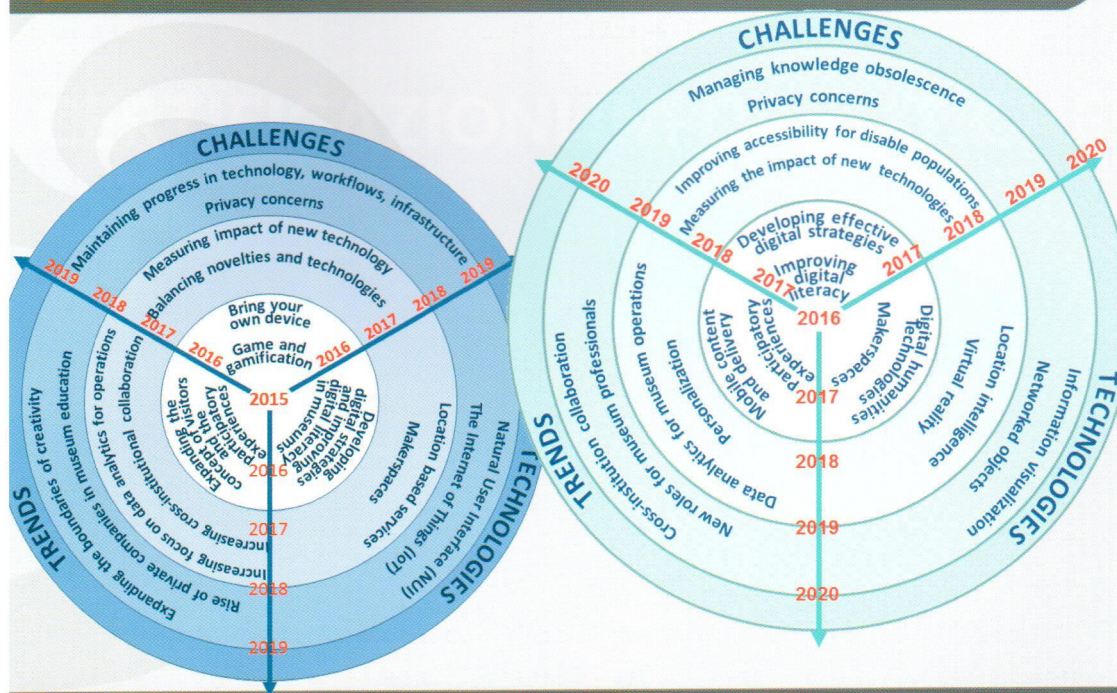 CHALLENGES
Maintaining progress in technology, workflows, infrastructure
Privacy concerns
Measuring impact of new technology
Balancing novelties and technologies
Bring your
own device
Game and
gamification
2019
2018
2017
2016
2015
2016
2017
2018
2019
2016
2017
2018
2019
TRENDS
Expanding the boundaries of creativity
Rise of private companies in museum education
Increasing focus on data analytics for operations
Increasing cross-institutional collaboration
Expanding the
concept of visitors
and the
participatory
experiences
TECHNOLOGIES
Natural User Interface (NUI)
The Internet of Things (IoT)
Location based services
Makerspaces
Developing
digital strategies
and improving
digital literacy
in museums
CHALLENGES
Managing knowledge obsolescence
Privacy concerns
Improving accessibility for disable populations
Measuring the impact of new technologies
Developing effective
digital strategies
Improving
digital
literacy
2020
2019
2018
2017
2016
2017
2018
2019
2020
2017
2018
2019
2020
TRENDS
Cross-institution collaboration
New roles for museum professionals
Data analytics for museum operations
Personalization
Mobile content
and delivery
Participatory
experiences
TECHNOLOGIES
Information visualization
Networked objects
Location intelligence
Virtual reality
Digital humanities
technologies
Makerspaces